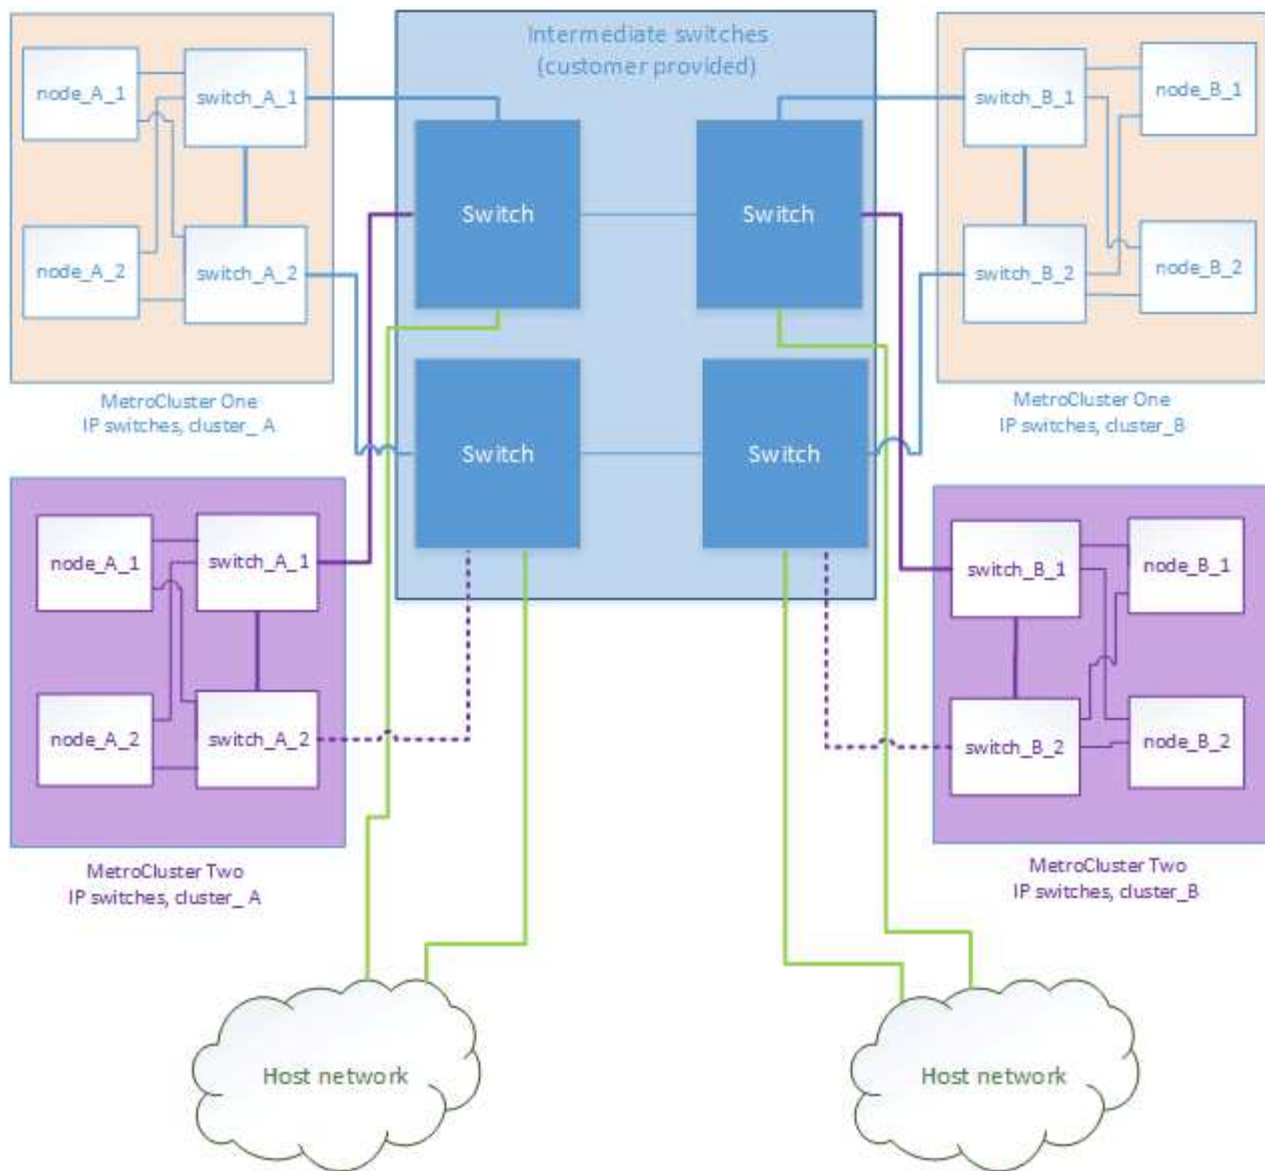 Intermediate switches
(customer provided)
node_A_1
switch_A_1
node_A_2
switch_A_2
MetroCluster One
IP switches, cluster_ A
Switch
Switch
Switch
Switch
switch_B_1
node_B_1
switch_B_2
node_B_2
MetroCluster One
IP switches, cluster_B
node_A_1
switch_A_1
node_A_2
switch_A_2
MetroCluster Two
IP switches, cluster_ A
switch_B_1
node_B_1
switch_B_2
node_B_2
MetroCluster Two
IP switches, cluster_B
Host network
Host network